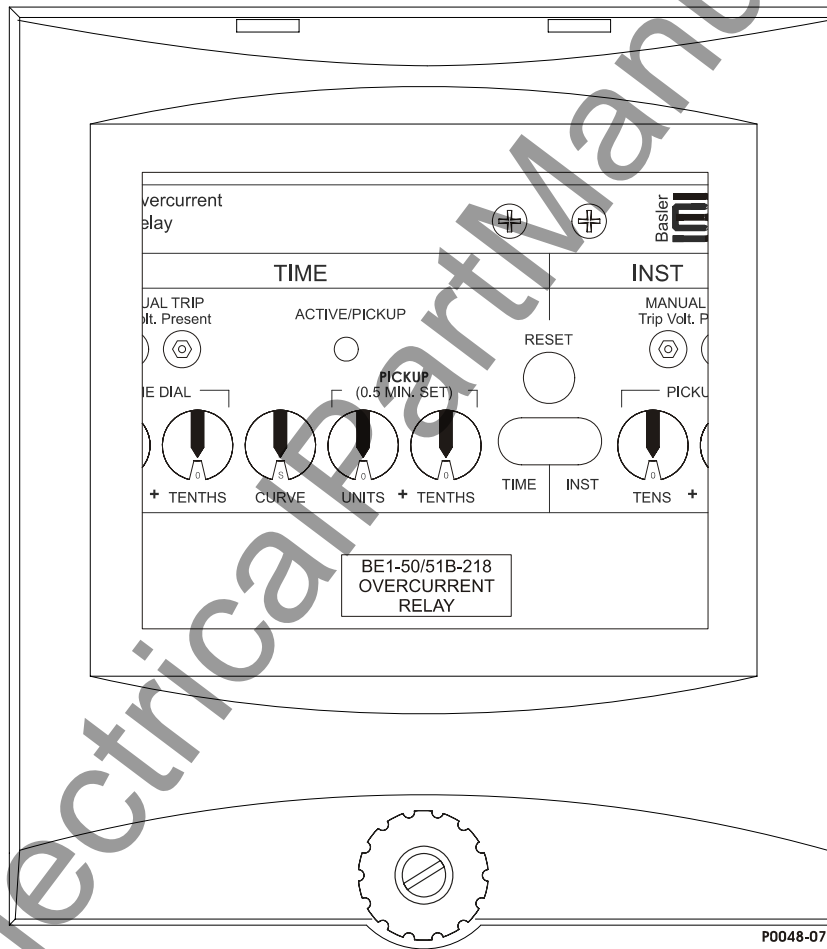 vercurrent
elay
Basler
TIME
INST
UAL TRIP
lt. Present
ACTIVE/PICKUP
RESET
MANUAL
Trip Volt. P
E DIAL
PICKUP
(0.5 MIN. SET)
PICKU
0
S
0
0
0
+ TENTHS
CURVE
UNITS + TENTHS
TIME
INST
TENS +
BE1-50/51B-218
OVERCURRENT
RELAY
P0048-07
lectricalPartManu